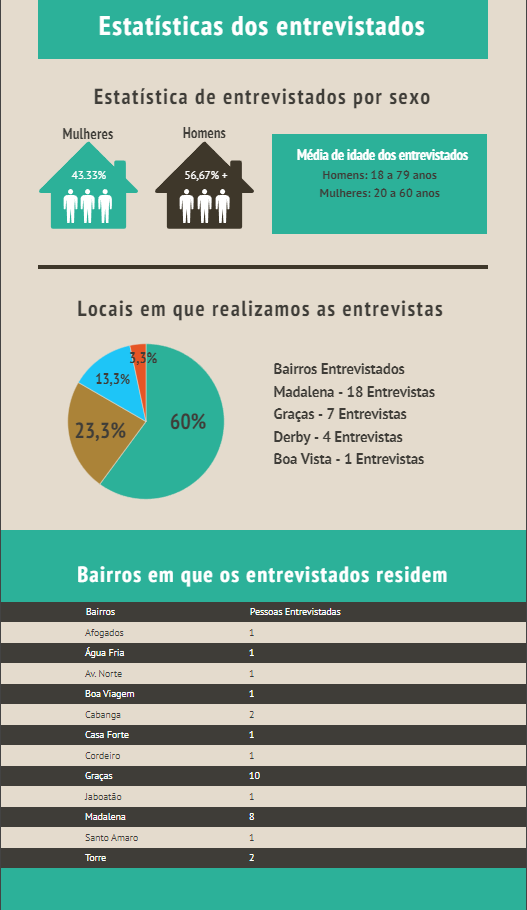 Estatísticas dos entrevistados
Estatística de entrevistados por sexo
Mulheres
43.33%
Homens
56,67% +
Média de idade dos entrevistados
Homens: 18 a 79 anos
Mulheres: 20 a 60 anos
Locais em que realizamos as entrevistas
3,3%
13,3%
23,3%
60%
Bairros Entrevistados
Madalena - 18 Entrevistas
Graças - 7 Entrevistas
Derby - 4 Entrevistas
Boa Vista - 1 Entrevistas
Bairros em que os entrevistados residem
Bairros Pessoas Entrevistadas
Afogados 1
Água Fria 1
Av. Norte 1
Boa Viagem 1
Cabanga 2
Casa Forte 1
Cordeiro 1
Graças 10
Jaboatão 1
Madalena 8
Santo Amaro 1
Torre 2